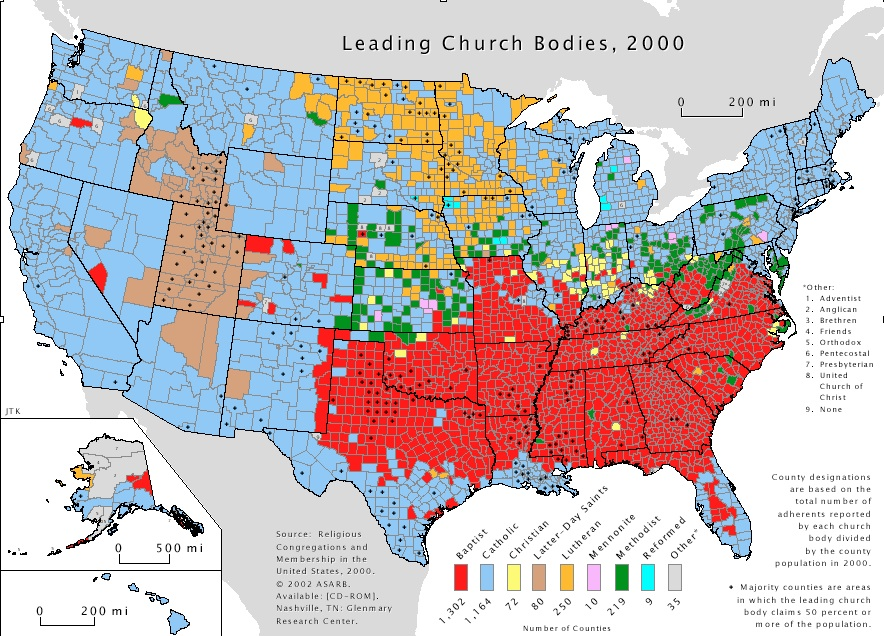 Leading Church Bodies, 2000
0 200 mi
*Other:
1. Adventist
2. Anglican
3. Brethren
4. Friends
5. Orthodox
6. Pentecostal
7. Presbyterian
8. United
Church of
Christ
9. None
JTK
0 500 mi
0 200 mi
Source: Religious
Congregations and
Membership in the
United States, 2000.
© 2002 ASARB.
Available: [CD-ROM].
Nashville, TN: Glenmary
Research Center.
Baptist
Catholic
Christian
Latter-Day Saints
Lutheran
Mennonite
Methodist
Reformed
Other*
1,302
1,164
72
80
250
10
219
9
35
Number of Counties
County designations
are based on the
total number of
adherents reported
by each church
body divided
by the county
population in 2000.
Majority counties are areas
in which the leading church
body claims 50 percent or
more of the population.